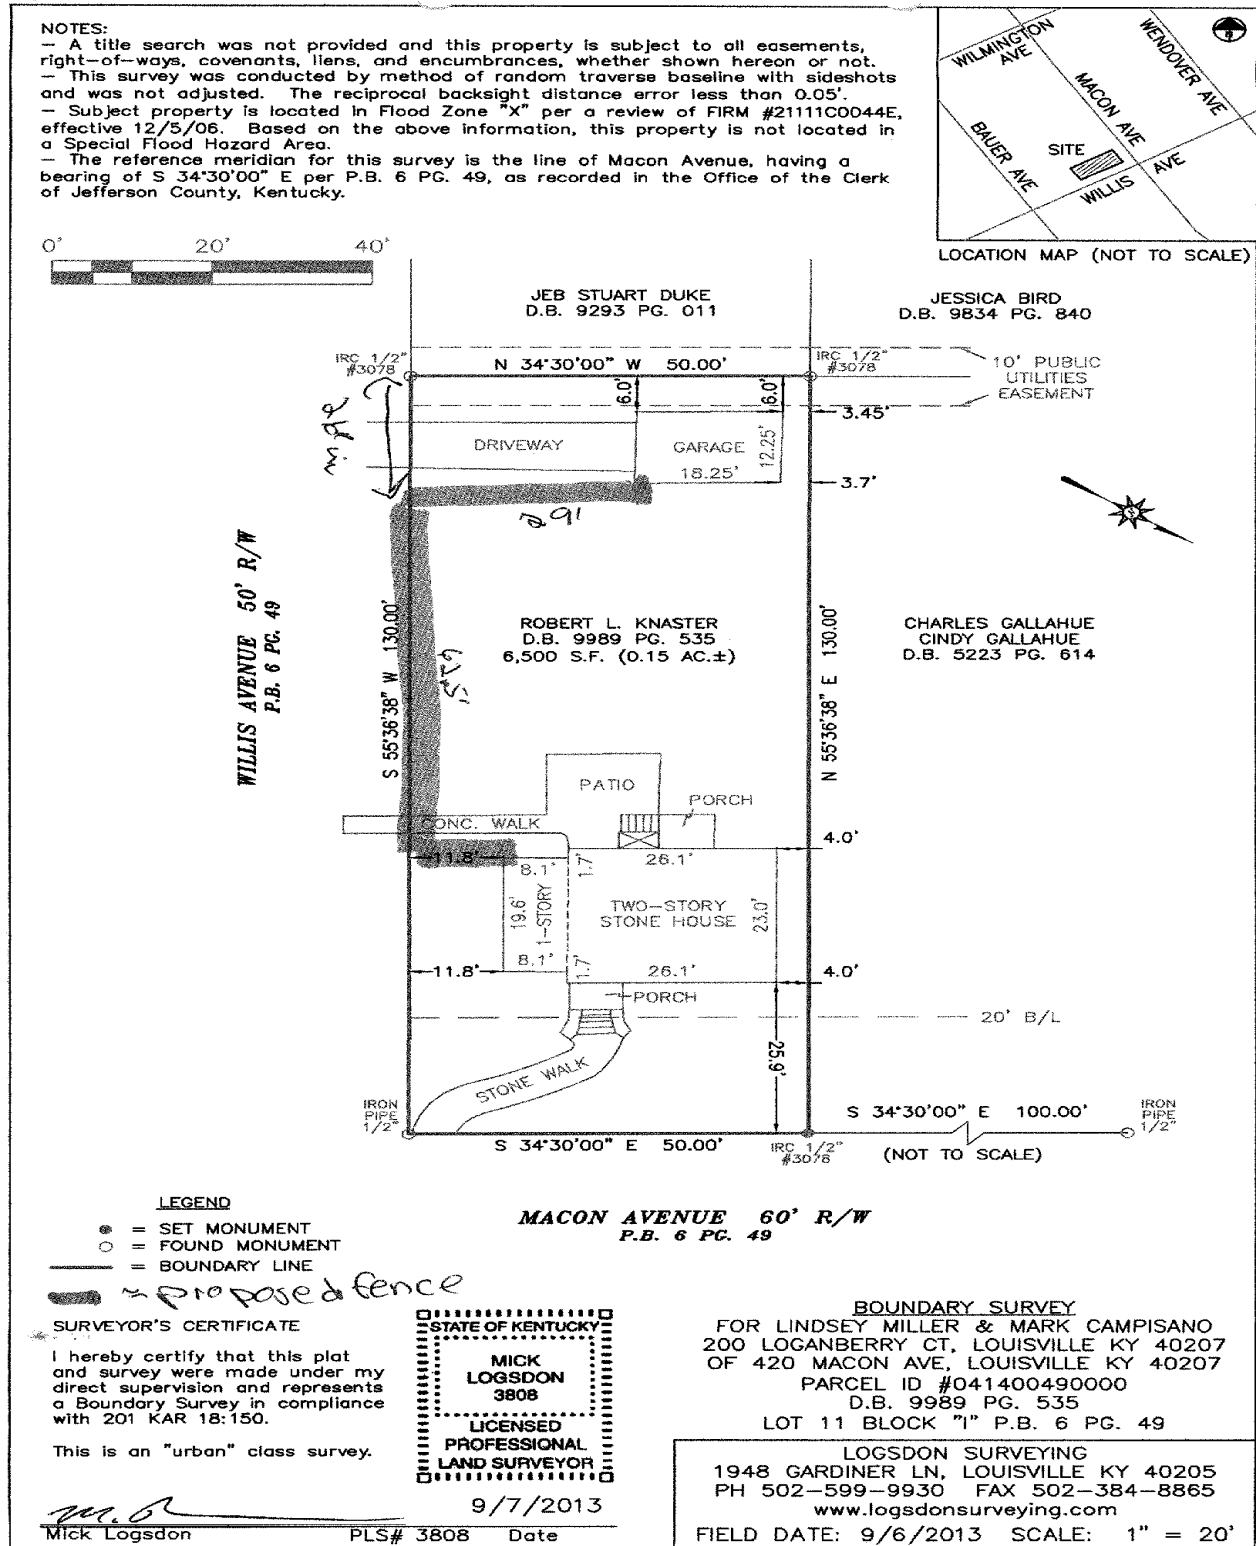 NOTES:
— A title search was not provided and this property is subject to all easements,
right-of-ways, covenants, liens, and encumbrances, whether shown hereon or not.
— This survey was conducted by method of random traverse baseline with sideshots
and was not adjusted. The reciprocal backsight distance error less than 0.05'.
— Subject property is located in Flood Zone "X" per a review of FIRM #21111C0044E,
effective 12/5/06. Based on the above information, this property is not located in
a Special Flood Hazard Area.
— The reference meridian for this survey is the line of Macon Avenue, having a
bearing of S 34°30'00" E per P.B. 6 PG. 49, as recorded in the Office of the Clerk
of Jefferson County, Kentucky.
WILMINGTON
AVE
WENDOVER AVE
MACON AVE
BAUER AVE
SITE
WILLIS AVE
LOCATION MAP (NOT TO SCALE)
0' 20' 40'
JEB STUART DUKE
D.B. 9293 PG. 011
JESSICA BIRD
D.B. 9834 PG. 840
IRC 1/2"
#3078
N 34°30'00" W 50.00'
IRC 1/2"
#3078
10' PUBLIC
UTILITIES
EASEMENT
6.0'
6.0'
3.45'
DRIVEWAY
GARAGE
18.25'
12.25'
3.7'
WILLIS AVENUE 50' R/W
P.B. 6 PG. 49
S 55°36'38" W 130.00'
62.5'
ROBERT L. KNASTER
D.B. 9989 PG. 535
6,500 S.F. (0.15 AC.±)
N 55°36'38" E 130.00'
CHARLES GALLAHUE
CINDY GALLAHUE
D.B. 5223 PG. 614
PATIO
PORCH
CONC. WALK
11.8'
8.1'
1.7'
26.1'
4.0'
19.6'
1-STORY
TWO-STORY
STONE HOUSE
23.0'
11.8'
8.1'
1.7'
26.1'
4.0'
PORCH
20' B/L
25.9'
STONE WALK
IRON
PIPE
1/2"
S 34°30'00" E 50.00'
IRC 1/2"
#3078
S 34°30'00" E 100.00'
(NOT TO SCALE)
IRON
PIPE
1/2"
MACON AVENUE 60' R/W
P.B. 6 PG. 49
LEGEND
= SET MONUMENT
= FOUND MONUMENT
= BOUNDARY LINE
~ proposed fence
SURVEYOR'S CERTIFICATE
I hereby certify that this plat
and survey were made under my
direct supervision and represents
a Boundary Survey in compliance
with 201 KAR 18:150.
This is an "urban" class survey.
Mick Logsdon PLS# 3808 Date
9/7/2013
STATE OF KENTUCKY
MICK
LOGSDON
3808
LICENSED
PROFESSIONAL
LAND SURVEYOR
BOUNDARY SURVEY
FOR LINDSEY MILLER & MARK CAMPISANO
200 LOGANBERRY CT, LOUISVILLE KY 40207
OF 420 MACON AVE, LOUISVILLE KY 40207
PARCEL ID #041400490000
D.B. 9989 PG. 535
LOT 11 BLOCK "I" P.B. 6 PG. 49
LOGSDON SURVEYING
1948 GARDINER LN, LOUISVILLE KY 40205
PH 502-599-9930 FAX 502-384-8865
www.logsdonsurveying.com
FIELD DATE: 9/6/2013 SCALE: 1" = 20'